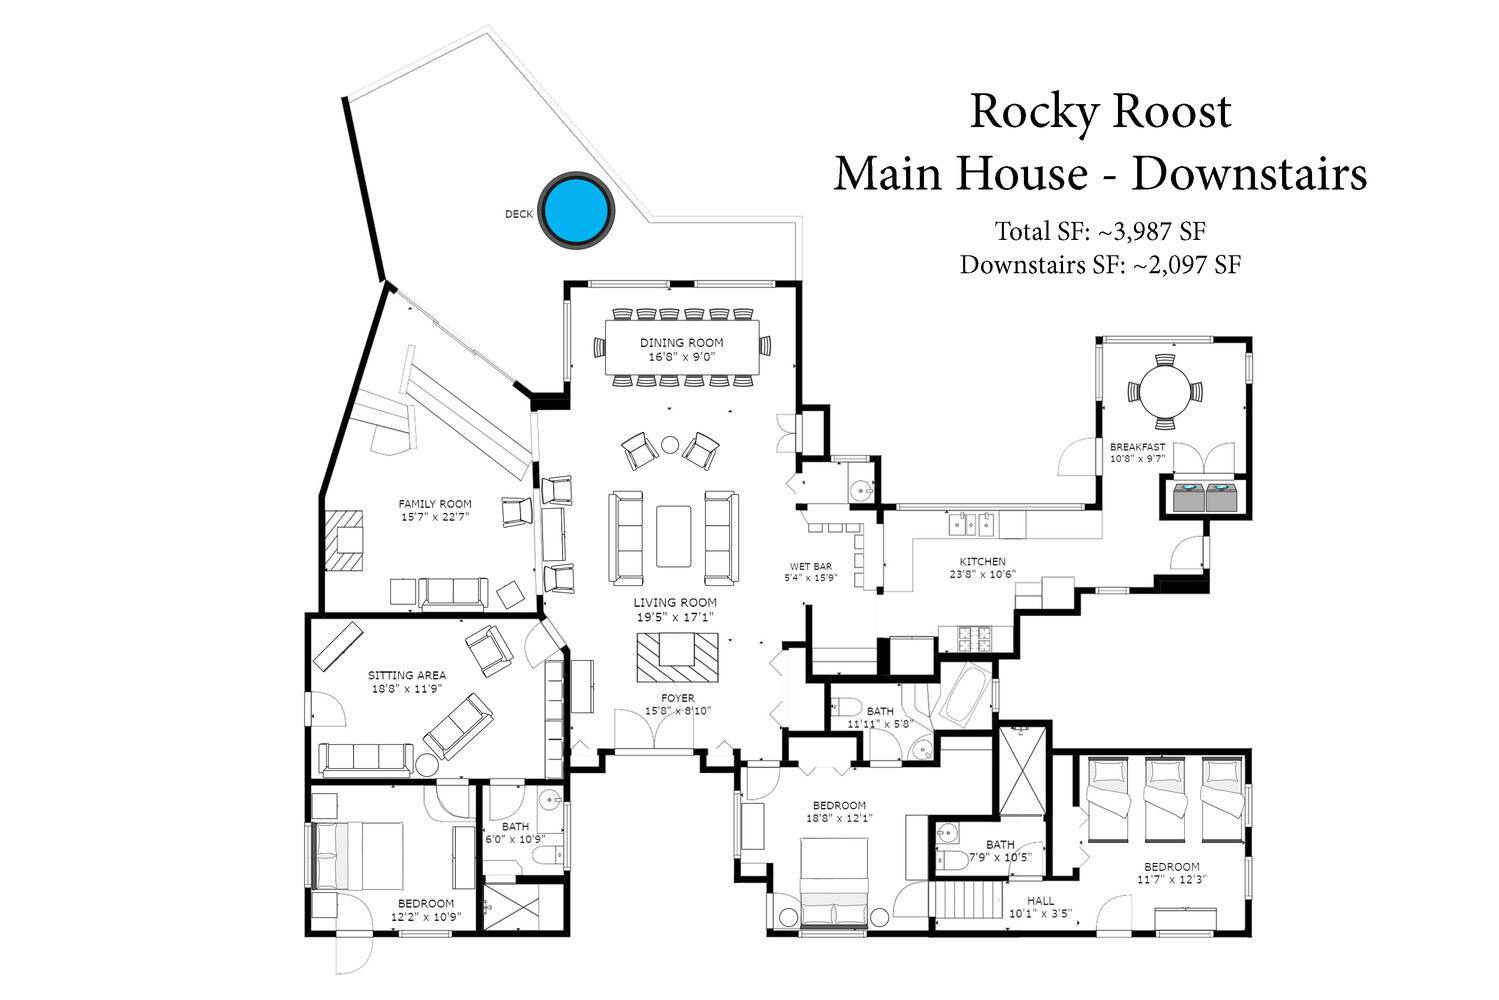 Rocky Roost
Main House - Downstairs
Total SF: ~3,987 SF
Downstairs SF: ~2,097 SF
DECK
DINING ROOM
16'8" x 9'0"
BREAKFAST
10'8" x 9'7"
FAMILY ROOM
15'7" x 22'7"
WET BAR
5'4" x 15'9"
KITCHEN
23'8" x 10'6"
LIVING ROOM
19'5" x 17'1"
SITTING AREA
18'8" x 11'9"
FOYER
15'8" x 8'10"
BATH
11'11" x 5'8"
BEDROOM
18'8" x 12'1"
BATH
6'0" x 10'9"
BATH
7'9" x 10'5"
BEDROOM
11'7" x 12'3"
BEDROOM
12'2" x 10'9"
HALL
10'1" x 3'5"